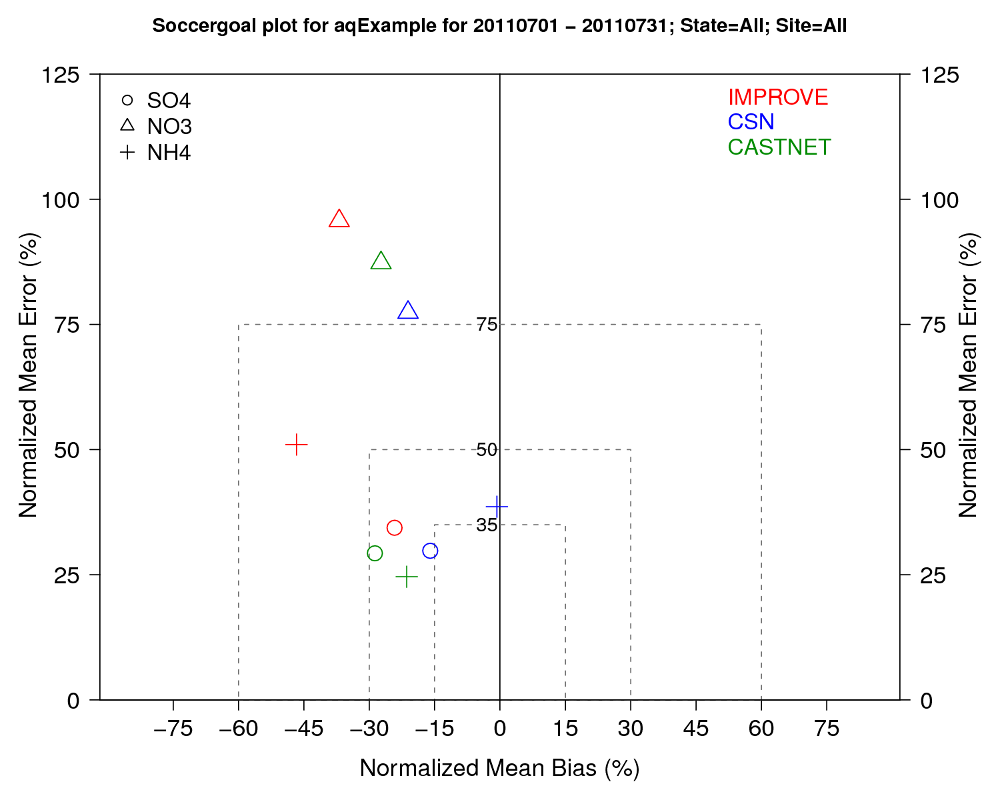 Soccergoal plot for aqExample for 20110701 − 20110731; State=All; Site=All
SO4
NO3
NH4
IMPROVE
CSN
CASTNET
125
100
75
50
25
0
Normalized Mean Error (%)
75
50
35
125
100
75
50
25
0
Normalized Mean Error (%)
−75 −60 −45 −30 −15 0 15 30 45 60 75
Normalized Mean Bias (%)